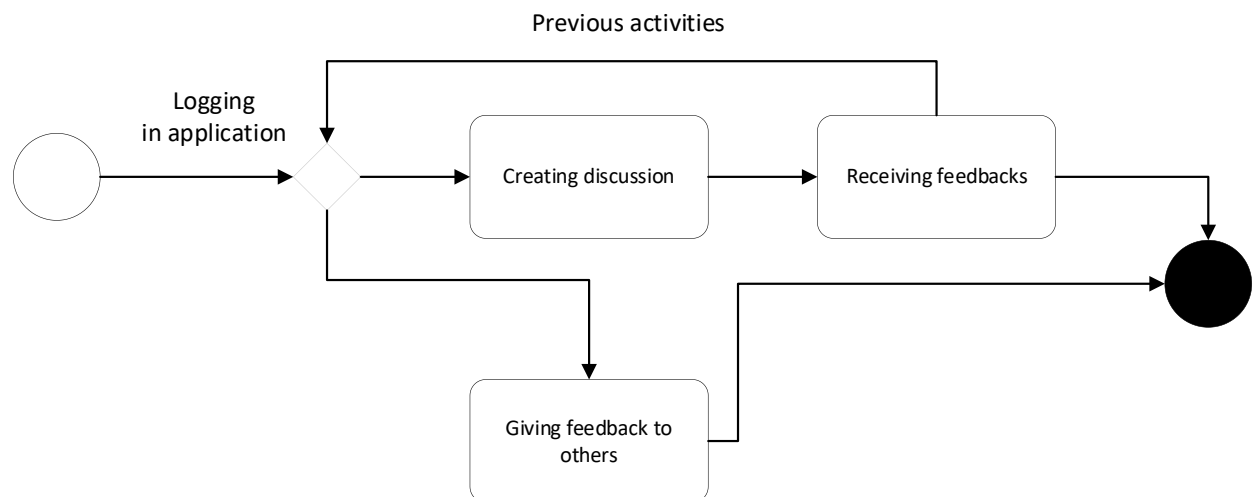 Previous activities
Logging
in application
Creating discussion
Receiving feedbacks
Giving feedback to
others